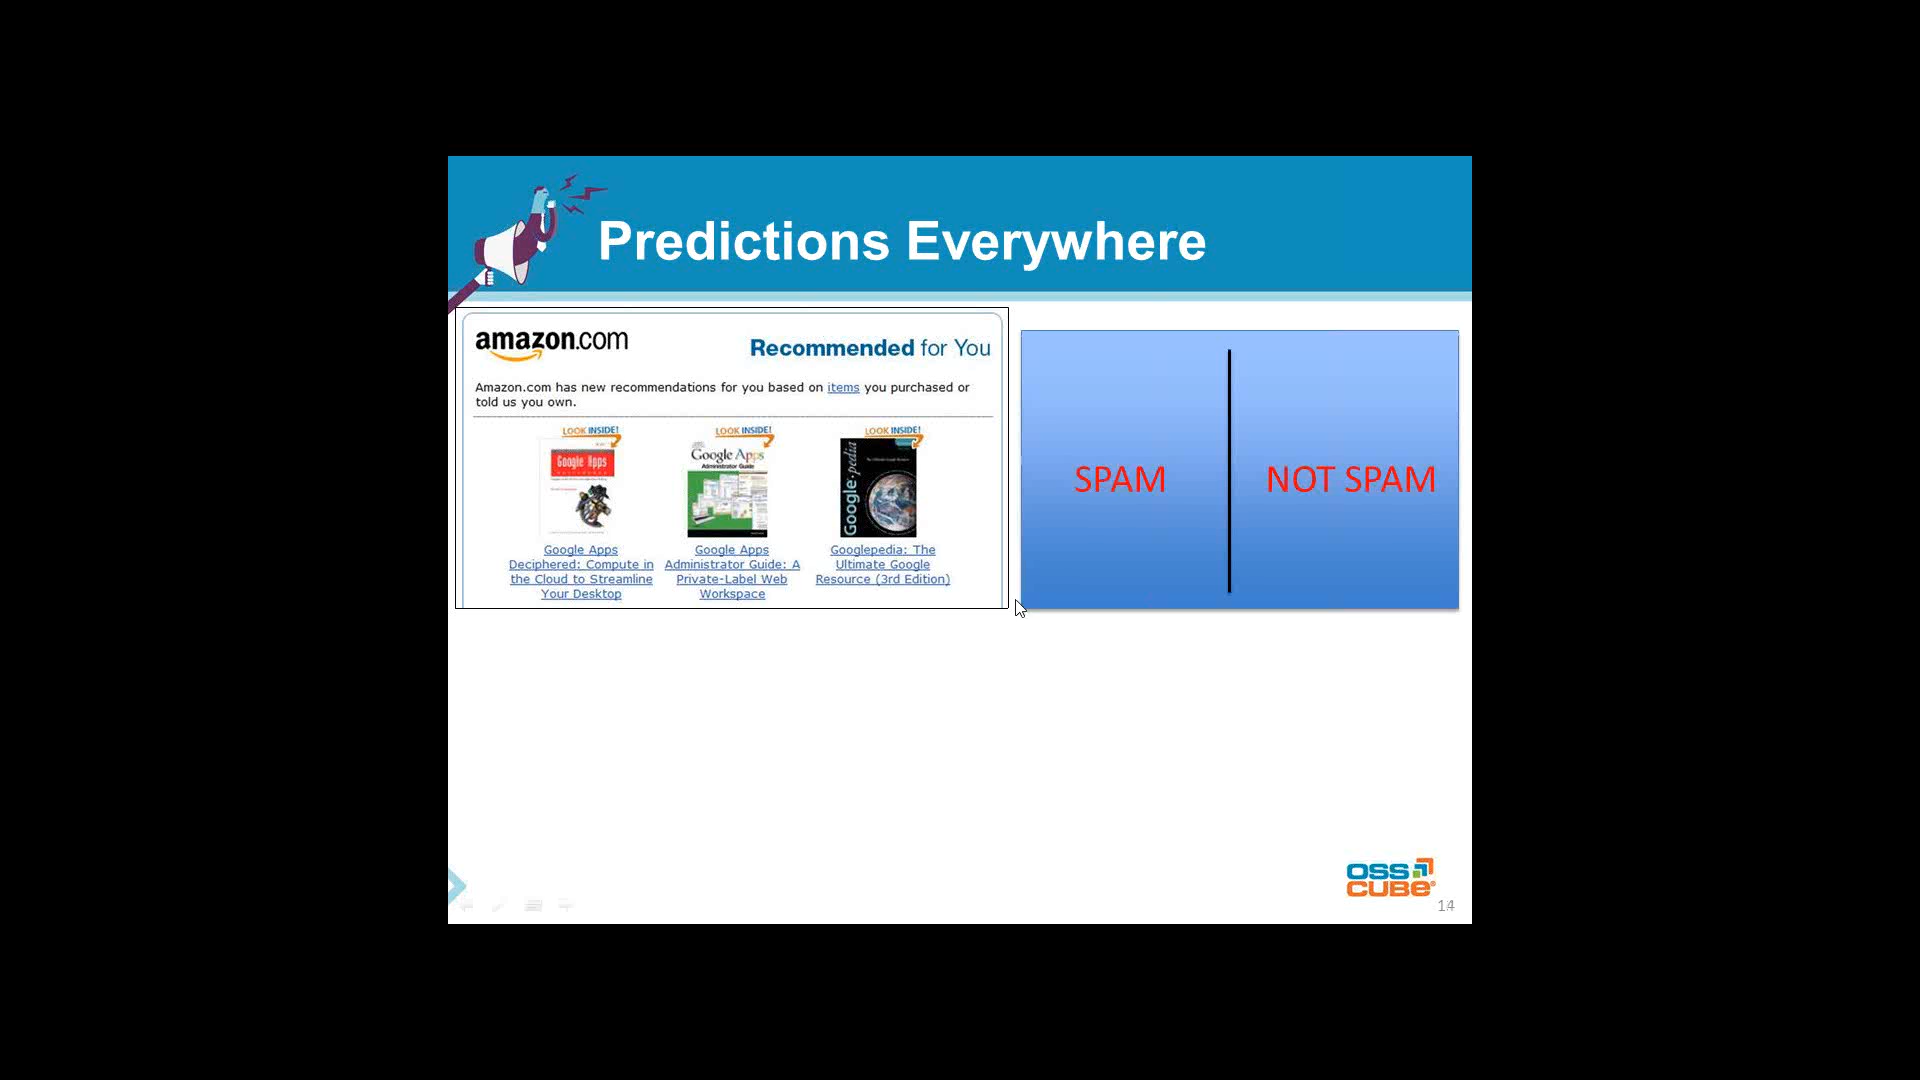 Predictions Everywhere
amazon.com
Recommended for You
Amazon.com has new recommendations for you based on items you purchased or
told us you own.
LOOK INSIDE! LOOK INSIDE! LOOK INSIDE!
Google Apps
Google Apps
Administrator Guide
Google·pedia
Google Apps
Deciphered: Compute in
the Cloud to Streamline
Your Desktop
Google Apps
Administrator Guide: A
Private-Label Web
Workspace
Googlepedia: The
Ultimate Google
Resource (3rd Edition)
SPAM
NOT SPAM
OSS
CUBE
14